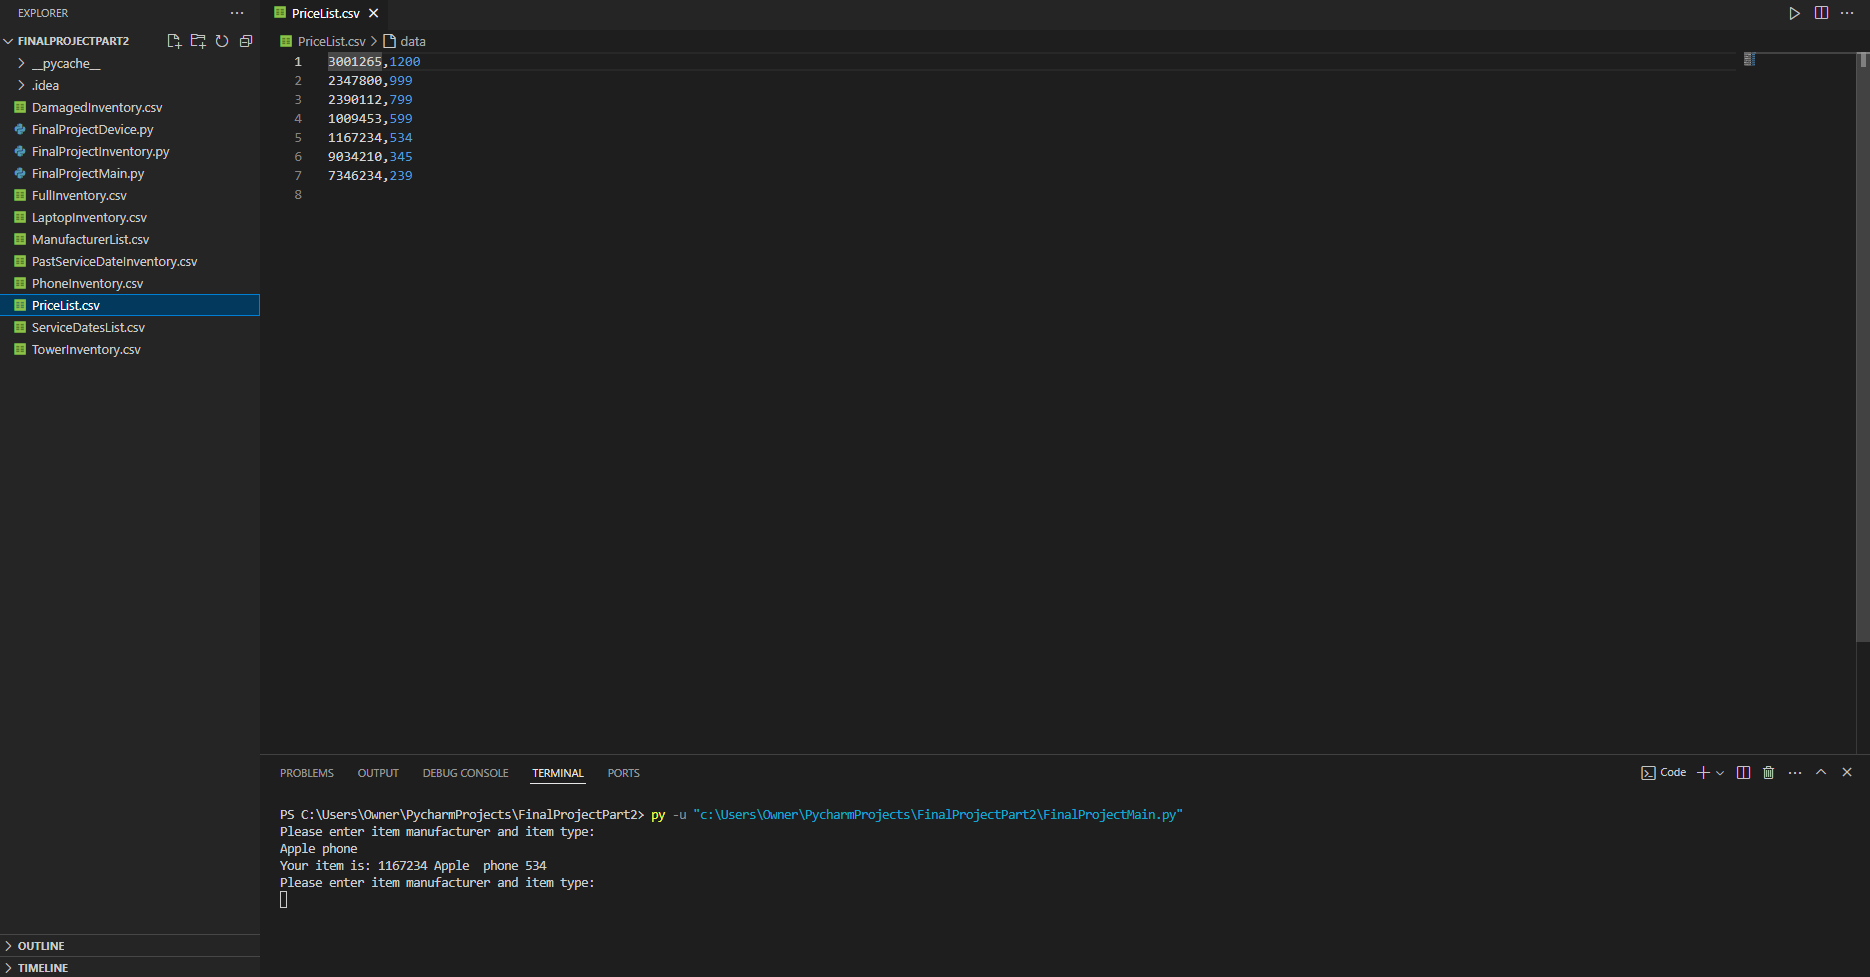 EXPLORER
FINALPROJECTPART2
__pycache__
.idea
DamagedInventory.csv
FinalProjectDevice.py
FinalProjectInventory.py
FinalProjectMain.py
FullInventory.csv
LaptopInventory.csv
ManufacturerList.csv
PastServiceDateInventory.csv
PhoneInventory.csv
PriceList.csv
ServiceDatesList.csv
TowerInventory.csv
OUTLINE
TIMELINE
PriceList.csv
PriceList.csv > data
1 3001265,1200
2 2347800,999
3 2390112,799
4 1009453,599
5 1167234,534
6 9034210,345
7 7346234,239
8
PROBLEMS OUTPUT DEBUG CONSOLE TERMINAL PORTS Code
PS C:\Users\Owner\PycharmProjects\FinalProjectPart2> py -u "c:\Users\Owner\PycharmProjects\FinalProjectPart2\FinalProjectMain.py"
Please enter item manufacturer and item type:
Apple phone
Your item is: 1167234 Apple  phone 534
Please enter item manufacturer and item type: